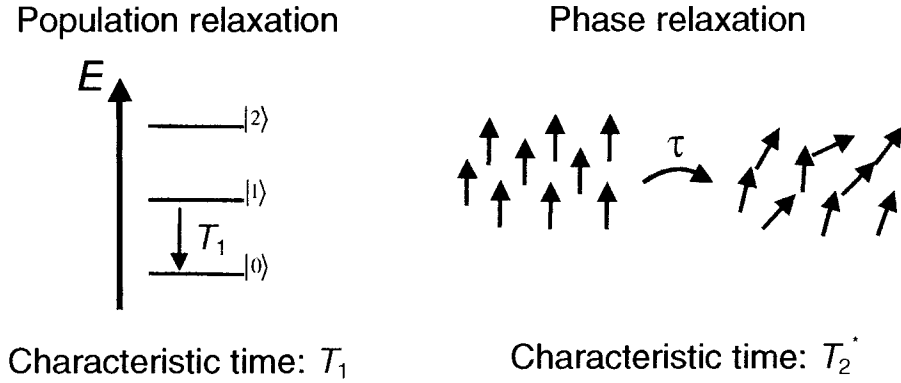 Population relaxation
Phase relaxation
E
|2⟩
|1⟩
T₁
|0⟩
τ
Characteristic time: T₁
Characteristic time: T₂*